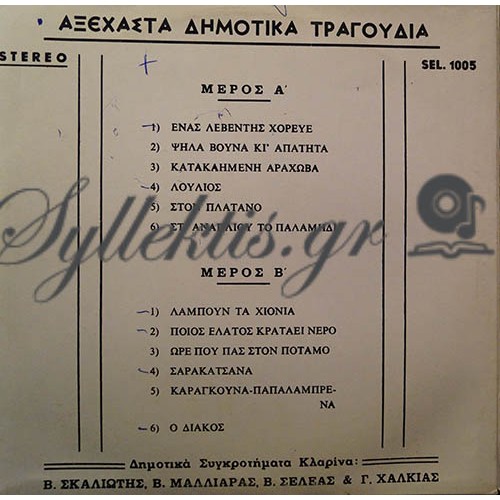 ΑΞΕΧΑΣΤΑ ΔΗΜΟΤΙΚΑ ΤΡΑΓΟΥΔΙΑ
STEREO
SEL. 1005
ΜΕΡΟΣ Α'
1) ΕΝΑΣ ΛΕΒΕΝΤΗΣ ΧΟΡΕΥΕ
2) ΨΗΛΑ ΒΟΥΝΑ ΚΙ' ΑΠΑΤΗΤΑ
3) ΚΑΤΑΚΑΗΜΕΝΗ ΑΡΑΧΩΒΑ
4) ΛΟΥΛΙΟΣ
5) ΣΤΟΝ ΠΛΑΤΑΝΟ
6) ΣΤ' ΑΝΑΠΛΙΟΥ ΤΟ ΠΑΛΑΜΗΔΙ
Syllektis.gr
ΜΕΡΟΣ Β'
1) ΛΑΜΠΟΥΝ ΤΑ ΧΙΟΝΙΑ
2) ΠΟΙΟΣ ΕΛΑΤΟΣ ΚΡΑΤΑΕΙ ΝΕΡΟ
3) ΩΡΕ ΠΟΥ ΠΑΣ ΣΤΟΝ ΠΟΤΑΜΟ
4) ΣΑΡΑΚΑΤΣΑΝΑ
5) ΚΑΡΑΓΚΟΥΝΑ-ΠΑΠΑΛΑΜΠΡΕ-
ΝΑ
6) Ο ΔΙΑΚΟΣ
Δημοτικά Συγκροτήματα Κλαρίνα:
Β. ΣΚΑΛΙΩΤΗΣ, Β. ΜΑΛΛΙΑΡΑΣ, Β. ΣΕΛΕΑΣ & Γ. ΧΑΛΚΙΑΣ